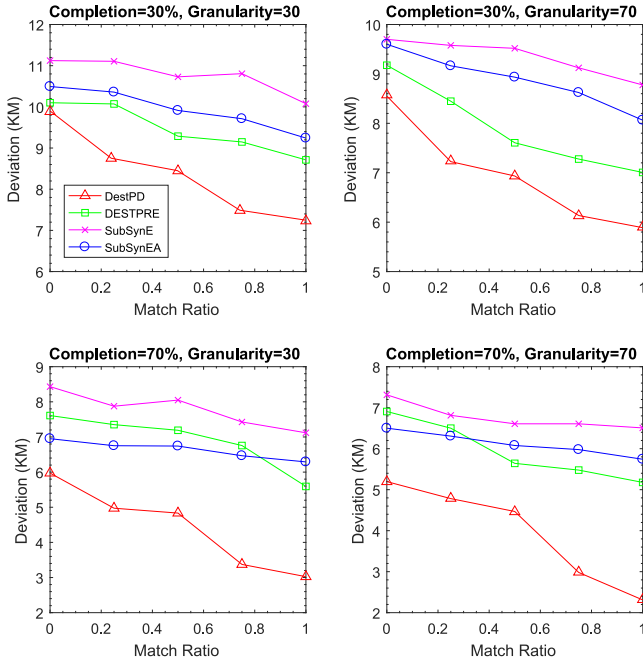 Completion=30%, Granularity=30
12
11
10
9
8
7
6
Deviation (KM)
DestPD
DESTPRE
SubSynE
SubSynEA
0 0.2 0.4 0.6 0.8 1
Match Ratio
Completion=30%, Granularity=70
10
9
8
7
6
5
Deviation (KM)
0 0.2 0.4 0.6 0.8 1
Match Ratio
Completion=70%, Granularity=30
9
8
7
6
5
4
3
2
Deviation (KM)
0 0.2 0.4 0.6 0.8 1
Match Ratio
Completion=70%, Granularity=70
8
7
6
5
4
3
2
Deviation (KM)
0 0.2 0.4 0.6 0.8 1
Match Ratio